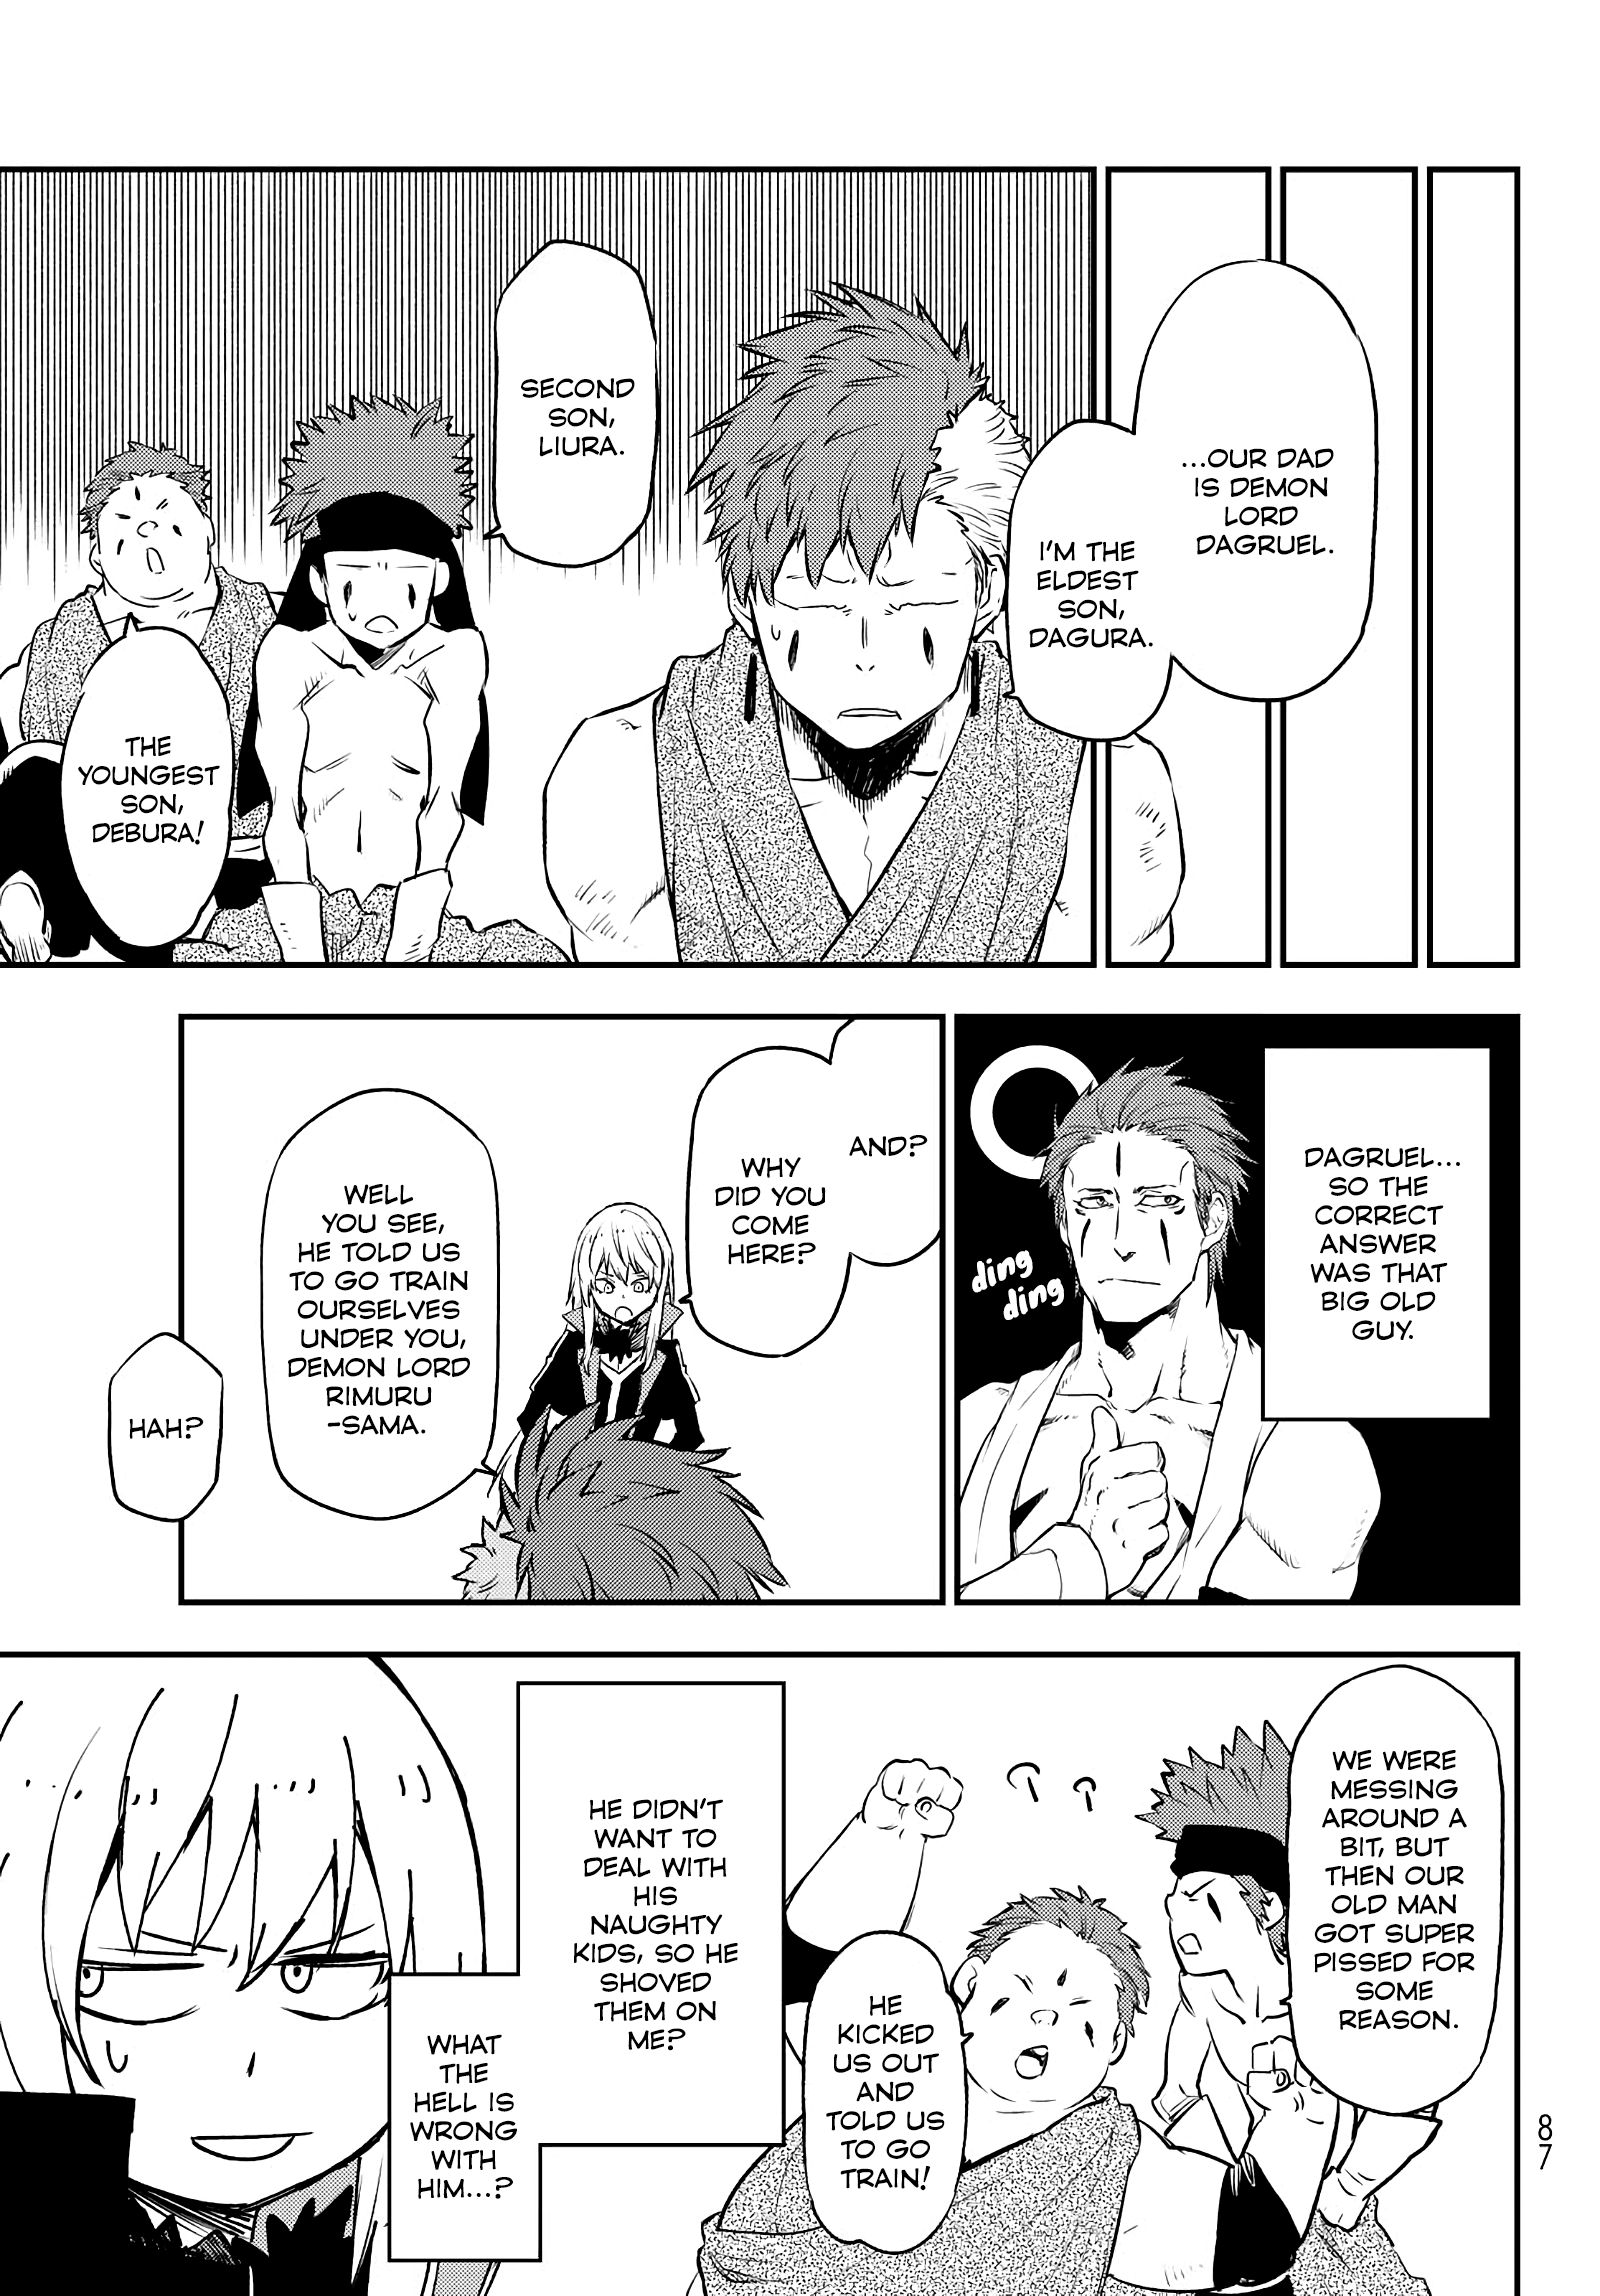 ...OUR DAD
IS DEMON
LORD
DAGRUEL.
I'M THE
ELDEST
SON,
DAGURA.
SECOND
SON,
LIURA.
THE
YOUNGEST
SON,
DEBURA!
DAGRUEL...
SO THE
CORRECT
ANSWER
WAS THAT
BIG OLD
GUY.
ding
ding
AND?
WHY
DID YOU
COME
HERE?
WELL
YOU SEE,
HE TOLD US
TO GO TRAIN
OURSELVES
UNDER YOU,
DEMON LORD
RIMURU
-SAMA.
HAH?
WE WERE
MESSING
AROUND A
BIT, BUT
THEN OUR
OLD MAN
GOT SUPER
PISSED FOR
SOME
REASON.
HE
KICKED
US OUT
AND
TOLD US
TO GO
TRAIN!
HE DIDN'T
WANT TO
DEAL WITH
HIS
NAUGHTY
KIDS, SO HE
SHOVED
THEM ON
ME?
WHAT
THE
HELL IS
WRONG
WITH
HIM...?
87